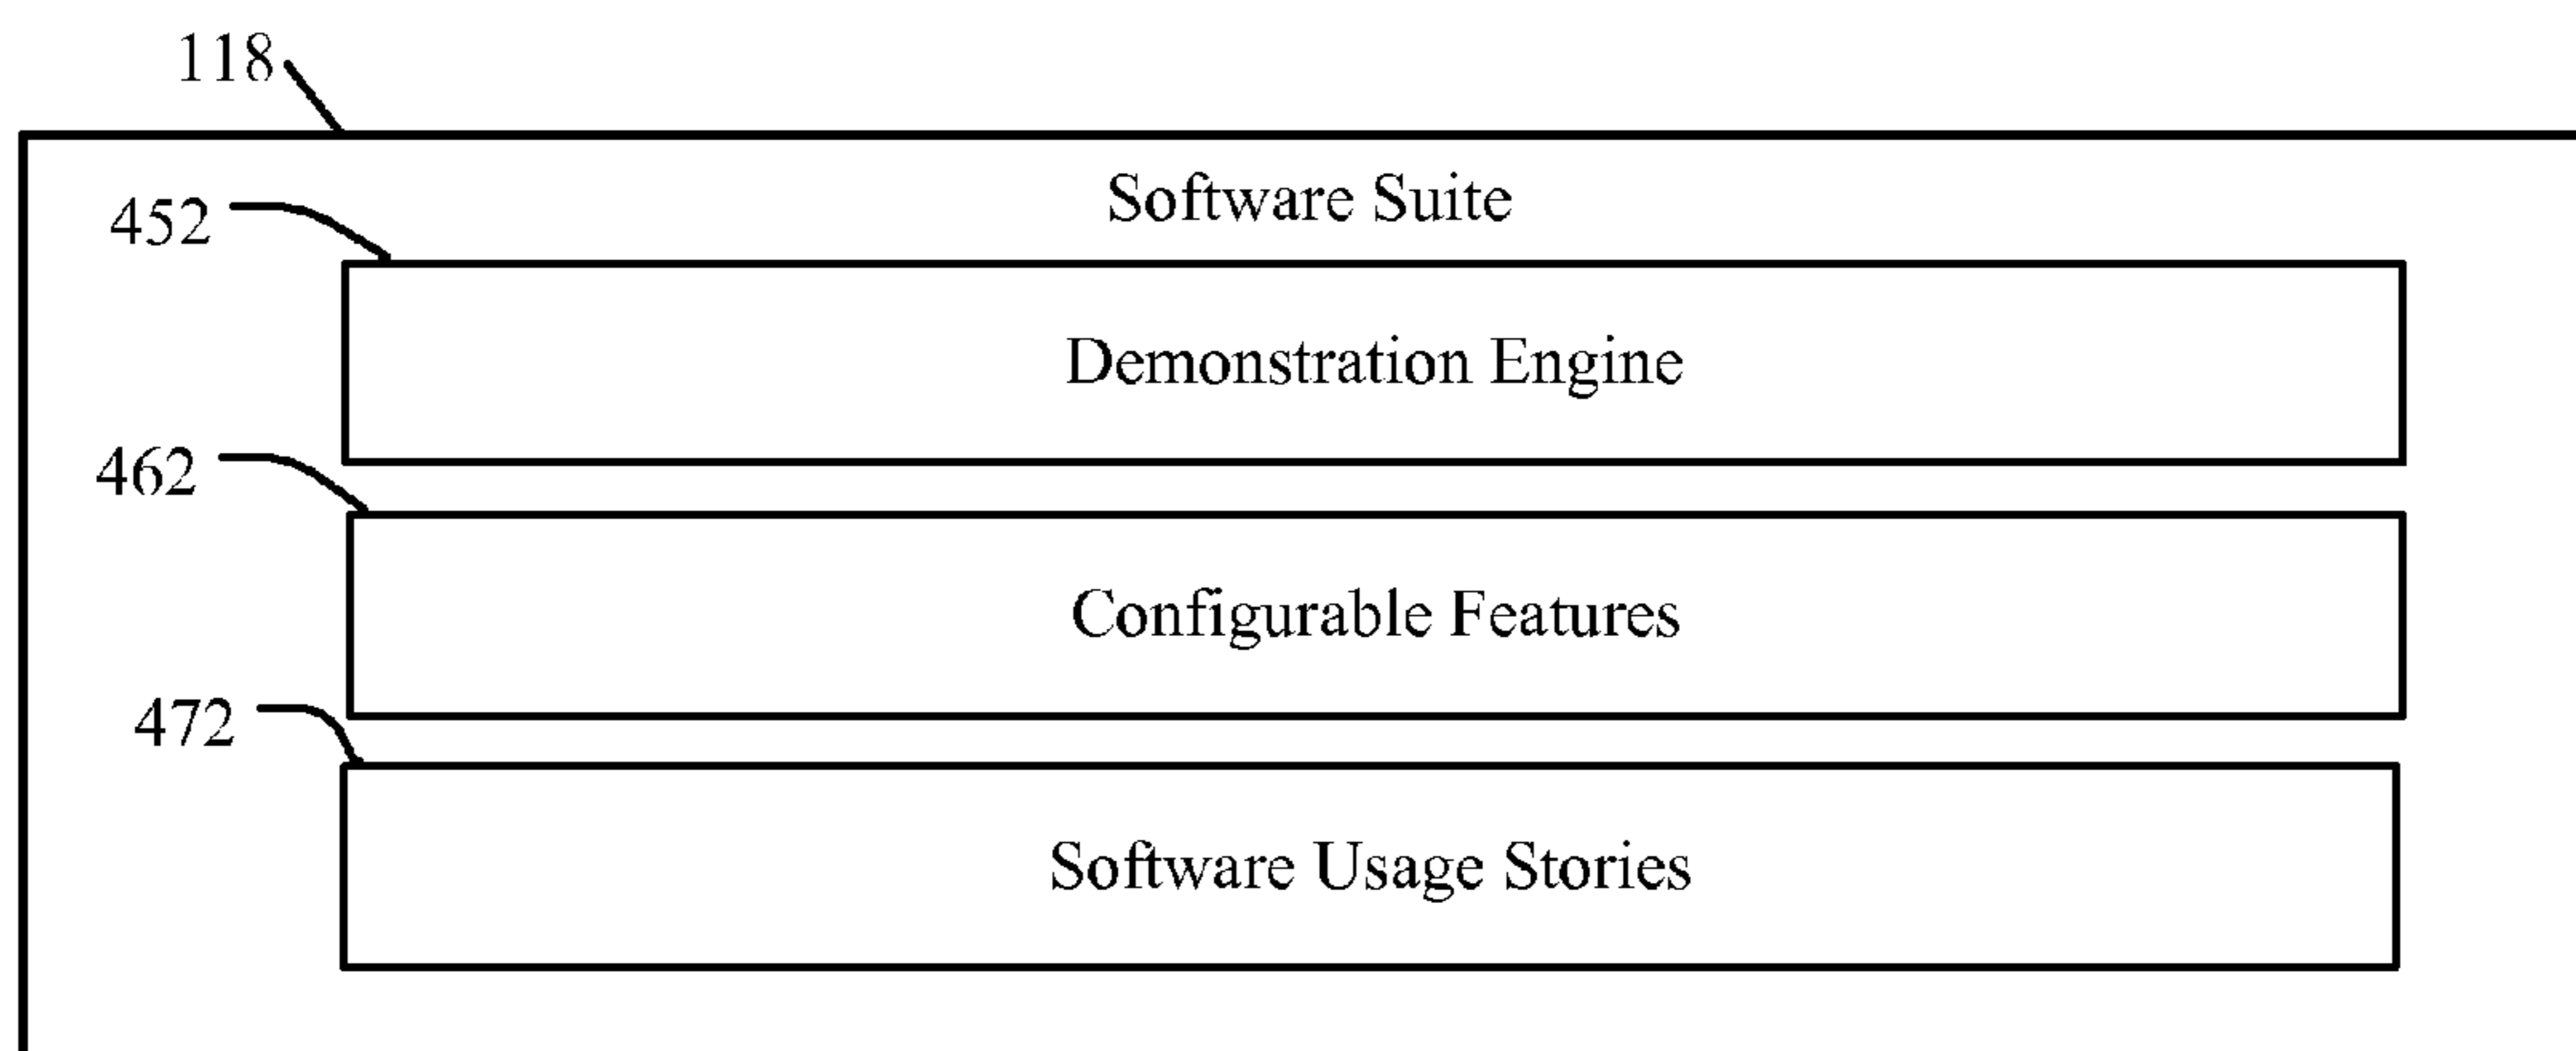 118
Software Suite
452
Demonstration Engine
462
Configurable Features
472
Software Usage Stories